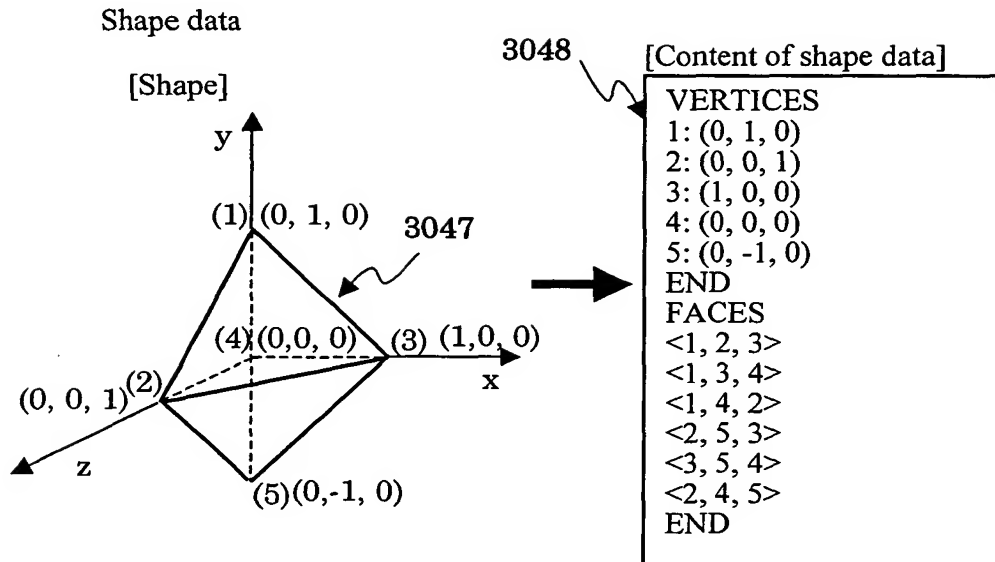 Shape data
[Shape]
y
(1) (0, 1, 0)
3047
(4) (0,0, 0)
(3) (1,0, 0)
x
(2)
(0, 0, 1)
z
(5) (0,-1, 0)
3048
[Content of shape data]
VERTICES
1: (0, 1, 0)
2: (0, 0, 1)
3: (1, 0, 0)
4: (0, 0, 0)
5: (0, -1, 0)
END
FACES
<1, 2, 3>
<1, 3, 4>
<1, 4, 2>
<2, 5, 3>
<3, 5, 4>
<2, 4, 5>
END